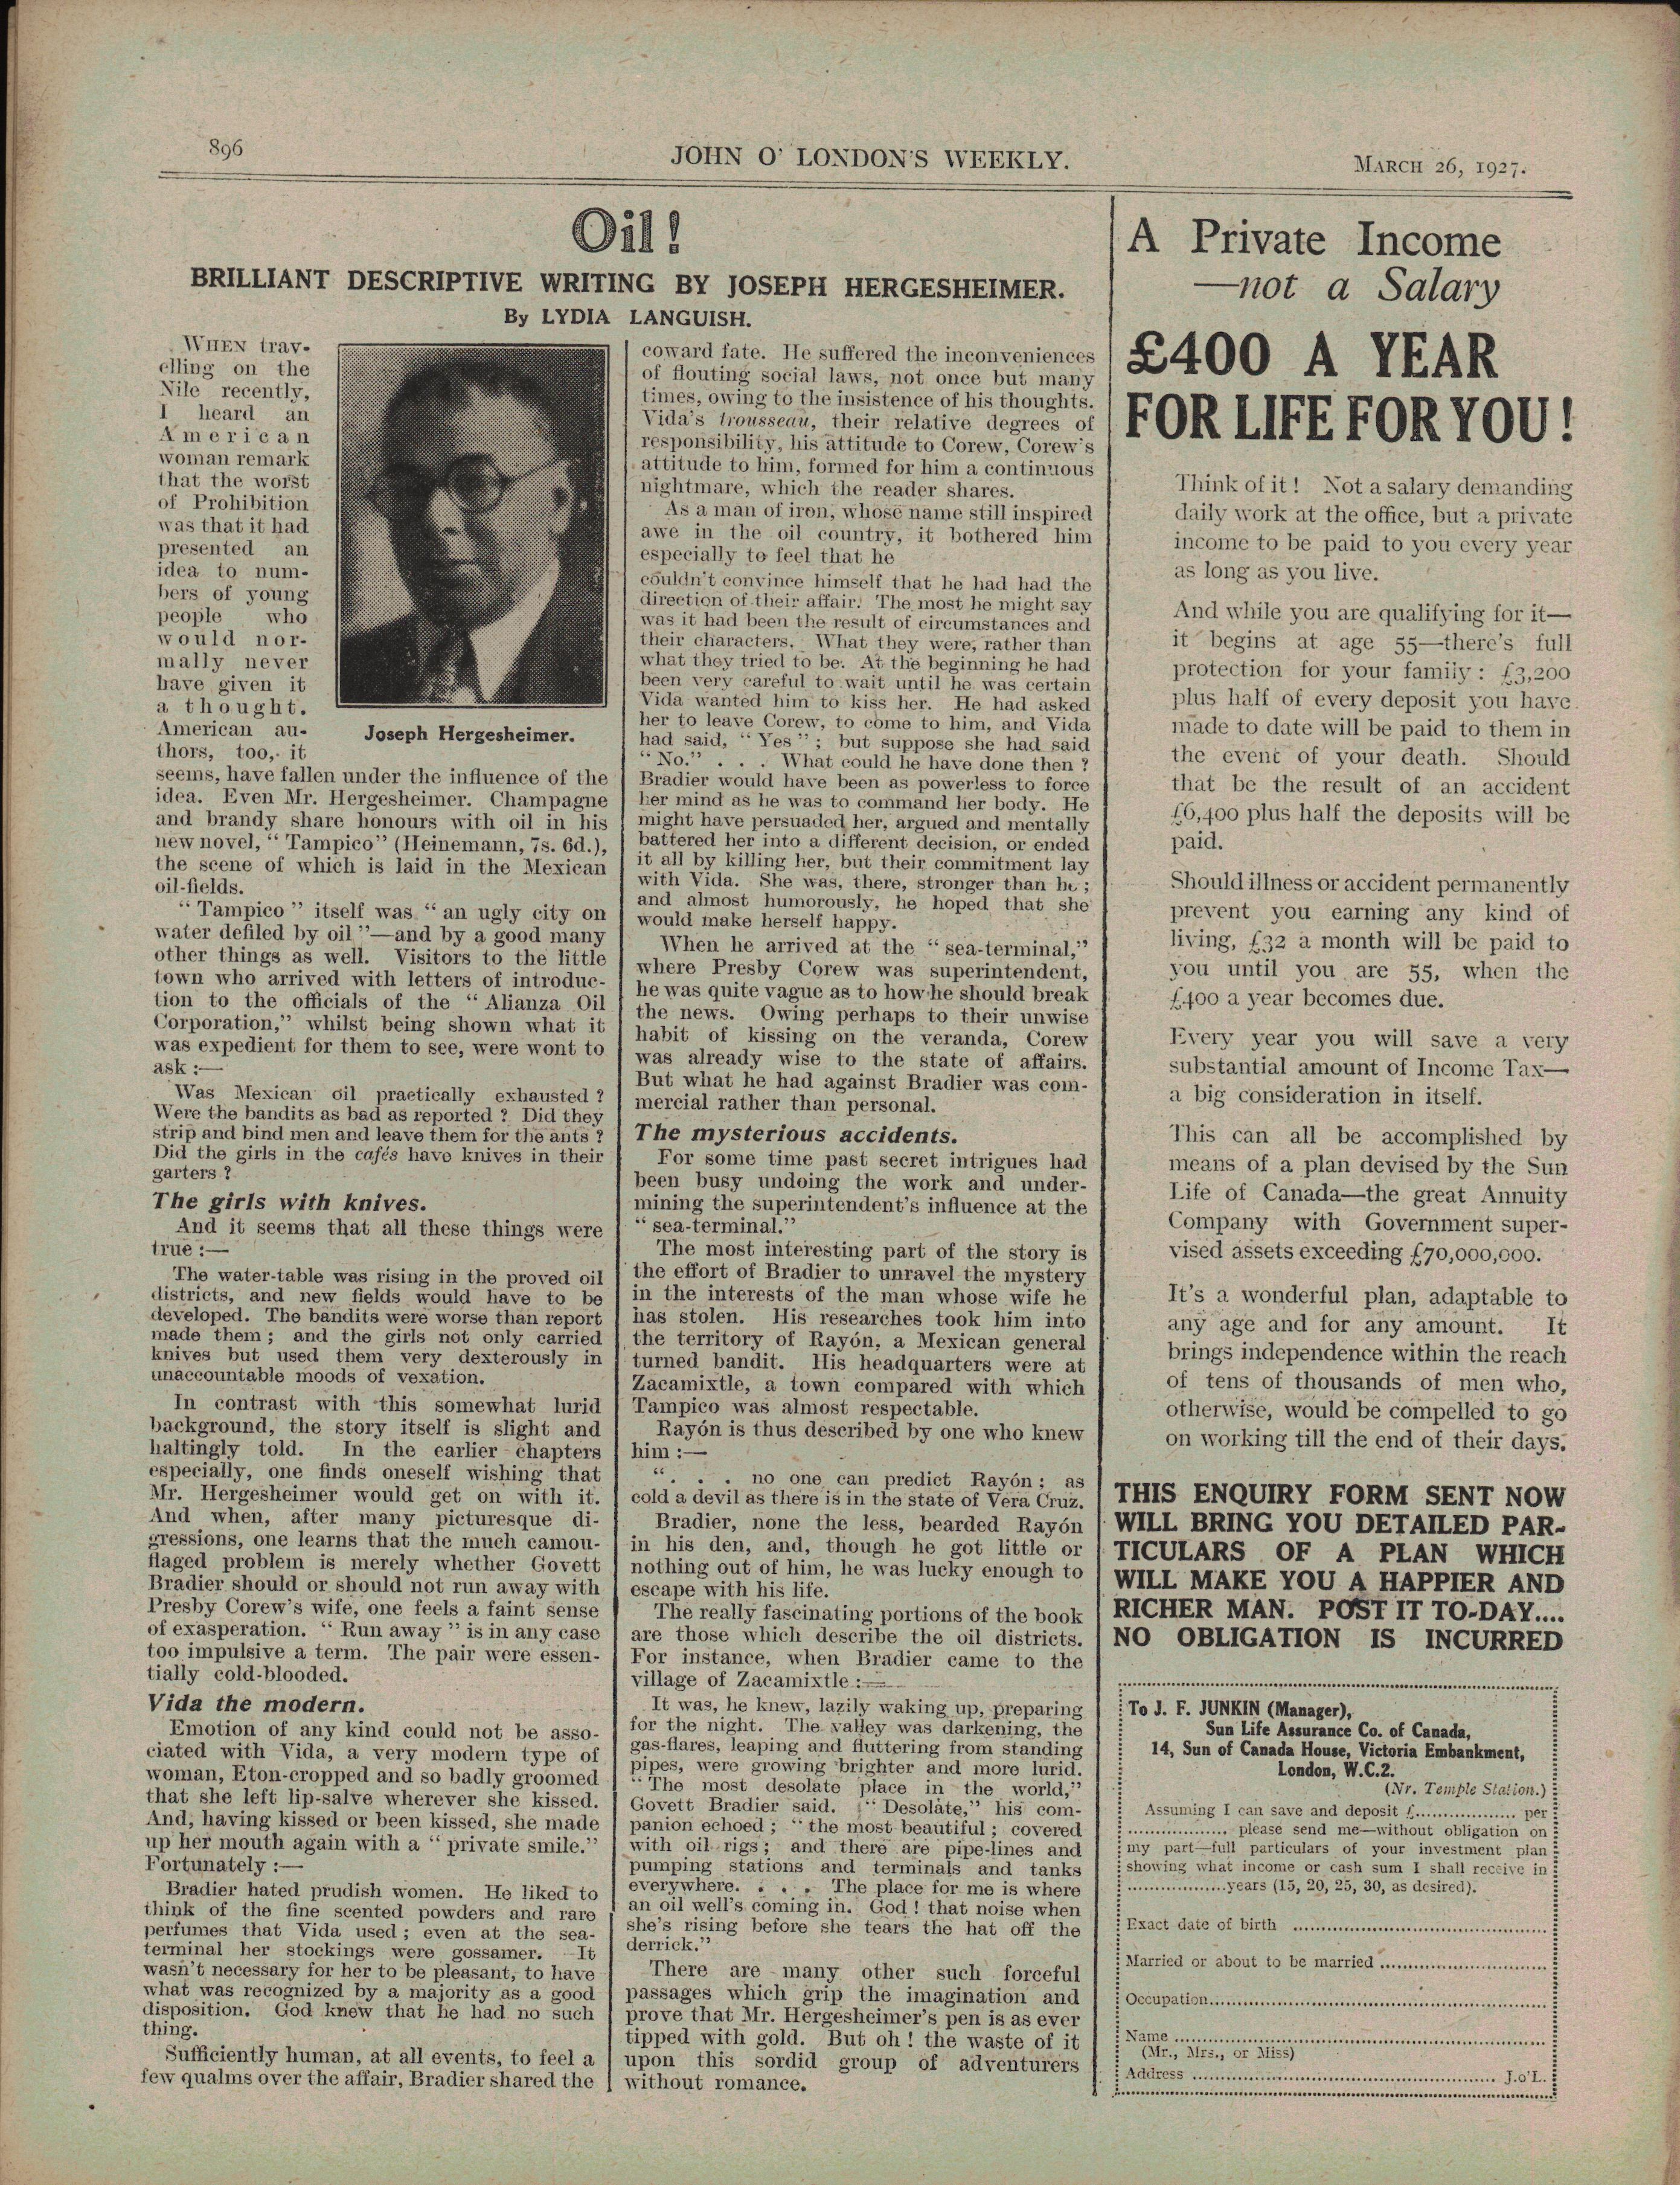 896
JOHN O' LONDON'S WEEKLY.
MARCH 26, 1927.
Oil!
BRILLIANT DESCRIPTIVE WRITING BY JOSEPH HERGESHEIMER.
By LYDIA LANGUISH.
WHEN trav-
elling on the
Nile recently,
I heard an
American
woman remark
that the worst
of Prohibition
was that it had
presented an
idea to num-
bers of young
people who
would nor-
mally never
have given it
a thought.
American au-
thors, too, it
Joseph Hergesheimer.
seems, have fallen under the influence of the
idea. Even Mr. Hergesheimer. Champagne
and brandy share honours with oil in his
new novel, "Tampico" (Heinemann, 7s. 6d.),
the scene of which is laid in the Mexican
oil-fields.
"Tampico" itself was "an ugly city on
water defiled by oil"—and by a good many
other things as well. Visitors to the little
town who arrived with letters of introduc-
tion to the officials of the "Alianza Oil
Corporation," whilst being shown what it
was expedient for them to see, were wont to
ask :—
Was Mexican oil practically exhausted ?
Were the bandits as bad as reported ? Did they
strip and bind men and leave them for the ants ?
Did the girls in the cafés have knives in their
garters ?
The girls with knives.
And it seems that all these things were
true :—
The water-table was rising in the proved oil
districts, and new fields would have to be
developed. The bandits were worse than report
made them ; and the girls not only carried
knives but used them very dexterously in
unaccountable moods of vexation.
In contrast with this somewhat lurid
background, the story itself is slight and
haltingly told. In the earlier chapters
especially, one finds oneself wishing that
Mr. Hergesheimer would get on with it.
And when, after many picturesque di-
gressions, one learns that the much camou-
flaged problem is merely whether Govett
Bradier should or should not run away with
Presby Corew's wife, one feels a faint sense
of exasperation. "Run away" is in any case
too impulsive a term. The pair were essen-
tially cold-blooded.
Vida the modern.
Emotion of any kind could not be asso-
ciated with Vida, a very modern type of
woman, Eton-cropped and so badly groomed
that she left lip-salve wherever she kissed.
And, having kissed or been kissed, she made
up her mouth again with a "private smile."
Fortunately :—
Bradier hated prudish women. He liked to
think of the fine scented powders and rare
perfumes that Vida used ; even at the sea-
terminal her stockings were gossamer. It
wasn't necessary for her to be pleasant, to have
what was recognized by a majority as a good
disposition. God knew that he had no such
thing.
Sufficiently human, at all events, to feel a
few qualms over the affair, Bradier shared the
coward fate. He suffered the inconveniences
of flouting social laws, not once but many
times, owing to the insistence of his thoughts.
Vida's trousseau, their relative degrees of
responsibility, his attitude to Corew, Corew's
attitude to him, formed for him a continuous
nightmare, which the reader shares.
As a man of iron, whose name still inspired
awe in the oil country, it bothered him
especially to feel that he
couldn't convince himself that he had had the
direction of their affair. The most he might say
was it had been the result of circumstances and
their characters. What they were, rather than
what they tried to be. At the beginning he had
been very careful to wait until he was certain
Vida wanted him to kiss her. He had asked
her to leave Corew, to come to him, and Vida
had said, "Yes" ; but suppose she had said
"No." . . . What could he have done then ?
Bradier would have been as powerless to force
her mind as he was to command her body. He
might have persuaded her, argued and mentally
battered her into a different decision, or ended
it all by killing her, but their commitment lay
with Vida. She was, there, stronger than he ;
and almost humorously, he hoped that she
would make herself happy.
When he arrived at the "sea-terminal,"
where Presby Corew was superintendent,
he was quite vague as to how he should break
the news. Owing perhaps to their unwise
habit of kissing on the veranda, Corew
was already wise to the state of affairs.
But what he had against Bradier was com-
mercial rather than personal.
The mysterious accidents.
For some time past secret intrigues had
been busy undoing the work and under-
mining the superintendent's influence at the
"sea-terminal."
The most interesting part of the story is
the effort of Bradier to unravel the mystery
in the interests of the man whose wife he
has stolen. His researches took him into
the territory of Rayón, a Mexican general
turned bandit. His headquarters were at
Zacamixtle, a town compared with which
Tampico was almost respectable.
Rayón is thus described by one who knew
him :—
". . . no one can predict Rayón ; as
cold a devil as there is in the state of Vera Cruz.
Bradier, none the less, bearded Rayón
in his den, and, though he got little or
nothing out of him, he was lucky enough to
escape with his life.
The really fascinating portions of the book
are those which describe the oil districts.
For instance, when Bradier came to the
village of Zacamixtle :—
It was, he knew, lazily waking up, preparing
for the night. The valley was darkening, the
gas-flares, leaping and fluttering from standing
pipes, were growing brighter and more lurid.
"The most desolate place in the world,"
Govett Bradier said. "Desolate," his com-
panion echoed ; "the most beautiful ; covered
with oil rigs ; and there are pipe-lines and
pumping stations and terminals and tanks
everywhere. . . . The place for me is where
an oil well's coming in. God ! that noise when
she's rising before she tears the hat off the
derrick."
There are many other such forceful
passages which grip the imagination and
prove that Mr. Hergesheimer's pen is as ever
tipped with gold. But oh ! the waste of it
upon this sordid group of adventurers
without romance.
A Private Income
—not a Salary
£400 A YEAR
FOR LIFE FOR YOU!
Think of it! Not a salary demanding
daily work at the office, but a private
income to be paid to you every year
as long as you live.
And while you are qualifying for it—
it begins at age 55—there's full
protection for your family : £3,200
plus half of every deposit you have
made to date will be paid to them in
the event of your death. Should
that be the result of an accident
£6,400 plus half the deposits will be
paid.
Should illness or accident permanently
prevent you earning any kind of
living, £32 a month will be paid to
you until you are 55, when the
£400 a year becomes due.
Every year you will save a very
substantial amount of Income Tax—
a big consideration in itself.
This can all be accomplished by
means of a plan devised by the Sun
Life of Canada—the great Annuity
Company with Government super-
vised assets exceeding £70,000,000.
It's a wonderful plan, adaptable to
any age and for any amount. It
brings independence within the reach
of tens of thousands of men who,
otherwise, would be compelled to go
on working till the end of their days.
THIS ENQUIRY FORM SENT NOW
WILL BRING YOU DETAILED PAR-
TICULARS OF A PLAN WHICH
WILL MAKE YOU A HAPPIER AND
RICHER MAN. POST IT TO-DAY....
NO OBLIGATION IS INCURRED
To J. F. JUNKIN (Manager),
Sun Life Assurance Co. of Canada,
14, Sun of Canada House, Victoria Embankment,
London, W.C.2.
(Nr. Temple Station.)
Assuming I can save and deposit £.................. per
.................. please send me—without obligation on
my part—full particulars of your investment plan
showing what income or cash sum I shall receive in
..................years (15, 20, 25, 30, as desired).
Exact date of birth ..................
Married or about to be married ..................
Occupation..................
Name ..................
(Mr., Mrs., or Miss)
Address .................. J.o'L.